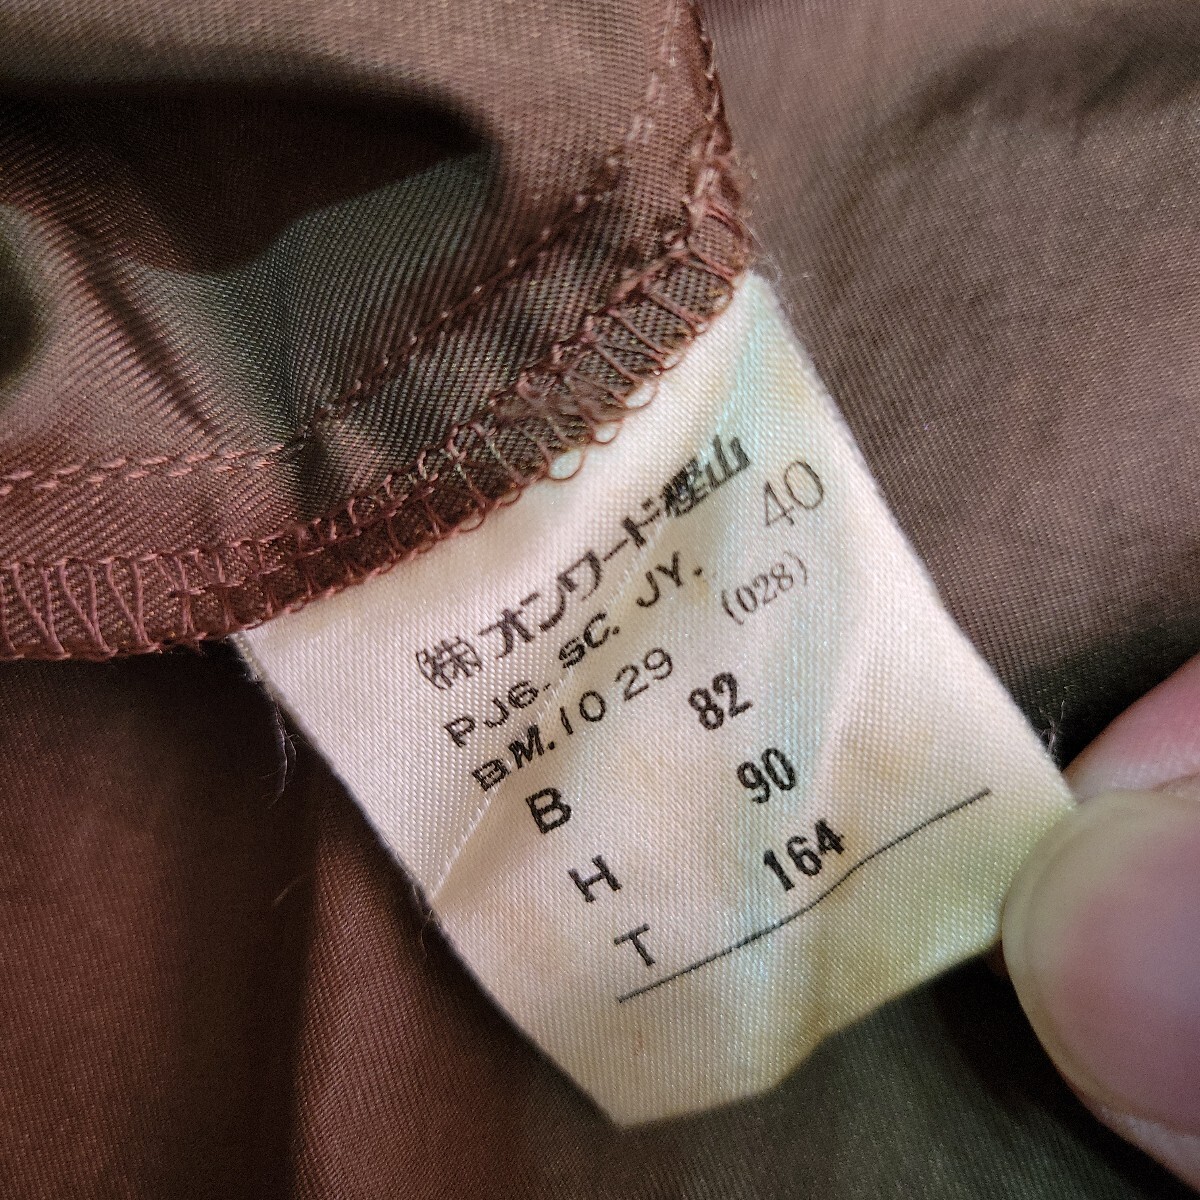 (株)オンワード樫山
PJ6-SC. JY. 40
BM.1029 (028)
B 82
H 90
T 164